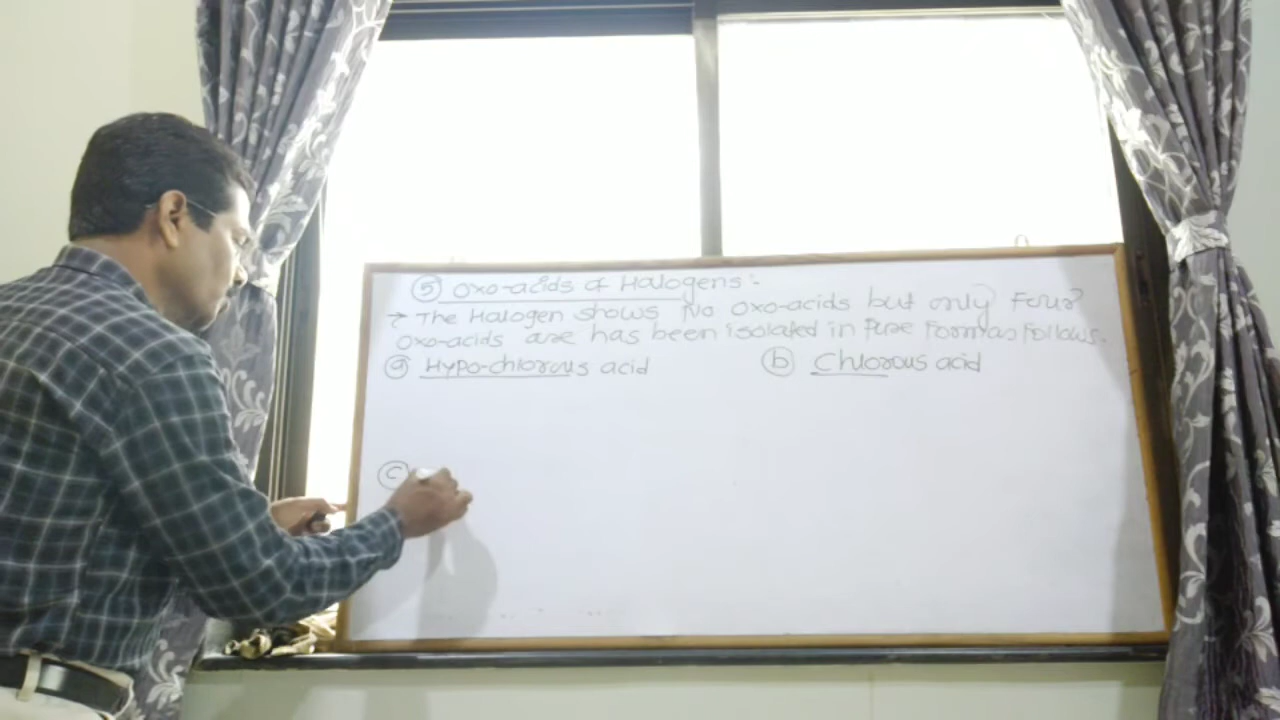 ⑤ Oxo-acids of Halogens :-
→ The Halogen shows No oxo-acids but only Four
oxo-acids are has been isolated in Pure Form as Follows.
ⓐ Hypo-chlorous acid ⓑ Chlorous acid
ⓒ